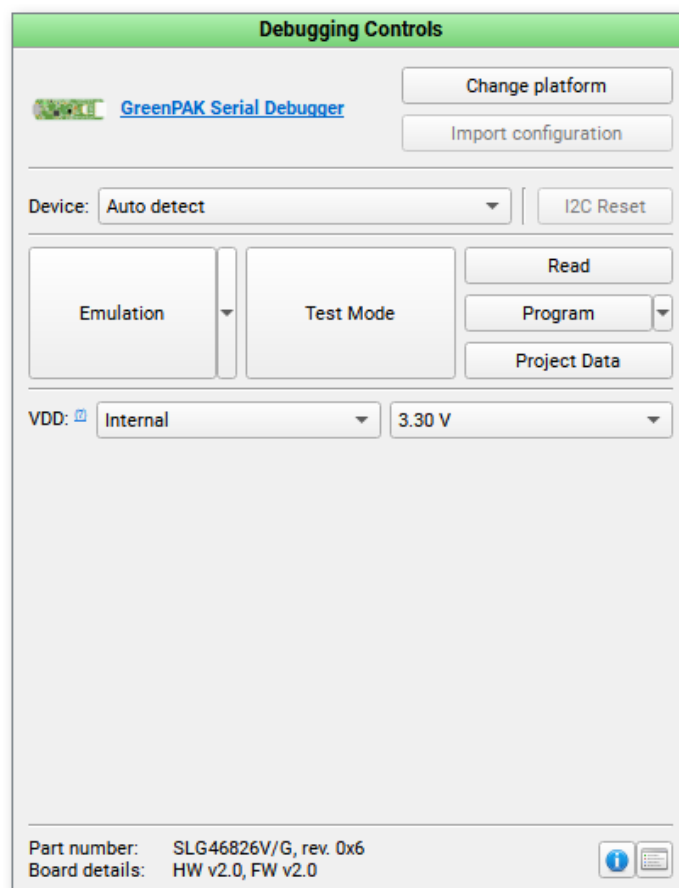 Debugging Controls
GreenPAK Serial Debugger
Change platform
Import configuration
Device: Auto detect
I2C Reset
Emulation
Test Mode
Read
Program
Project Data
VDD: [?] Internal
3.30 V
Part number: SLG46826V/G, rev. 0x6
Board details: HW v2.0, FW v2.0